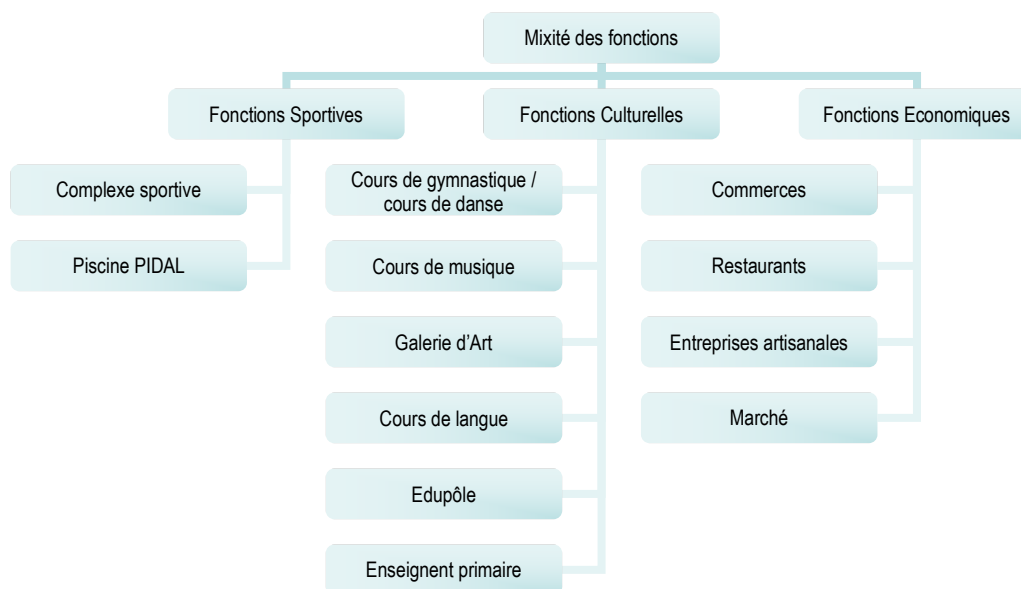 Mixité des fonctions
Fonctions Sportives
Complexe sportive
Piscine PIDAL
Fonctions Culturelles
Cours de gymnastique /
cours de danse
Cours de musique
Galerie d’Art
Cours de langue
Edupôle
Enseignent primaire
Fonctions Economiques
Commerces
Restaurants
Entreprises artisanales
Marché